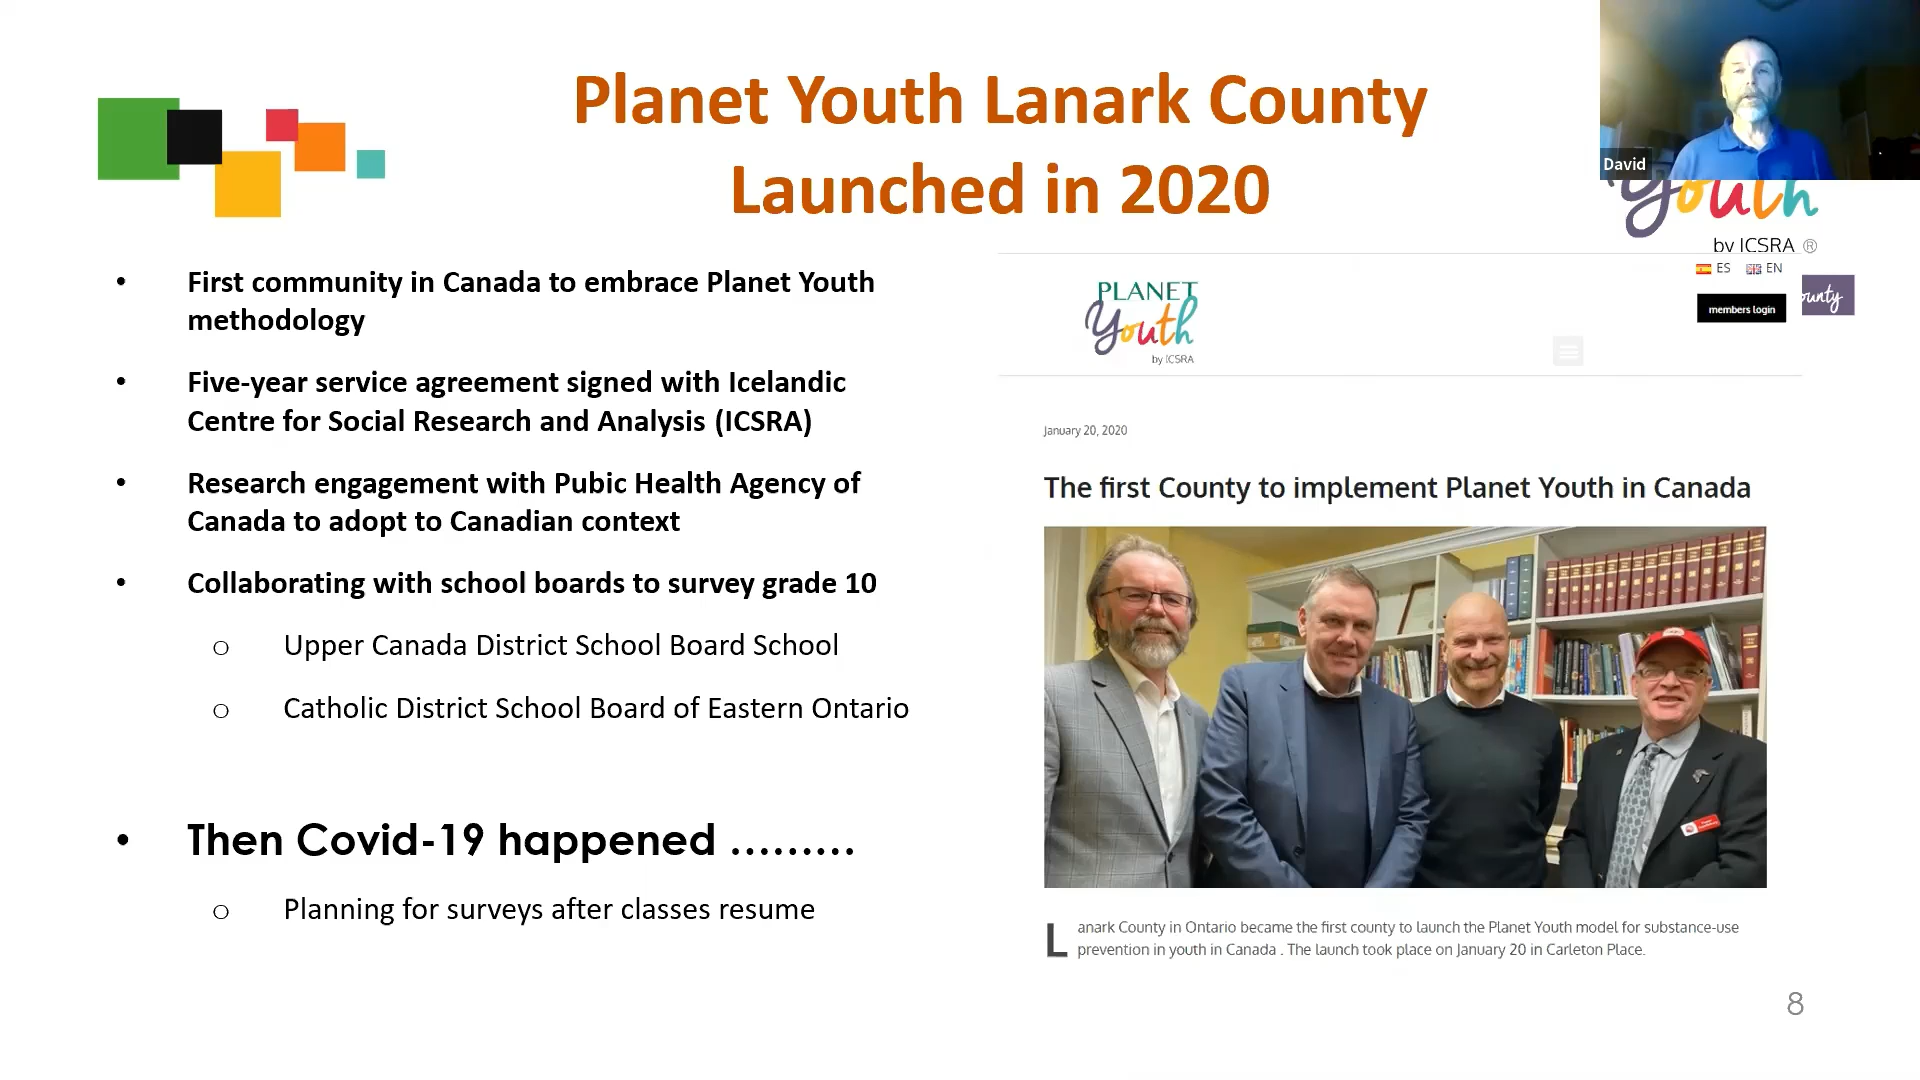 Planet Youth Lanark County
Launched in 2020
David
Youth
by ICSRA ®
• First community in Canada to embrace Planet Youth
methodology
• Five-year service agreement signed with Icelandic
Centre for Social Research and Analysis (ICSRA)
• Research engagement with Pubic Health Agency of
Canada to adopt to Canadian context
• Collaborating with school boards to survey grade 10
o Upper Canada District School Board School
o Catholic District School Board of Eastern Ontario
• Then Covid-19 happened .........
o Planning for surveys after classes resume
PLANET
Youth
by ICSRA
ES EN
members login
ounty
January 20, 2020
The first County to implement Planet Youth in Canada
Lanark County in Ontario became the first county to launch the Planet Youth model for substance-use
prevention in youth in Canada . The launch took place on January 20 in Carleton Place.
8